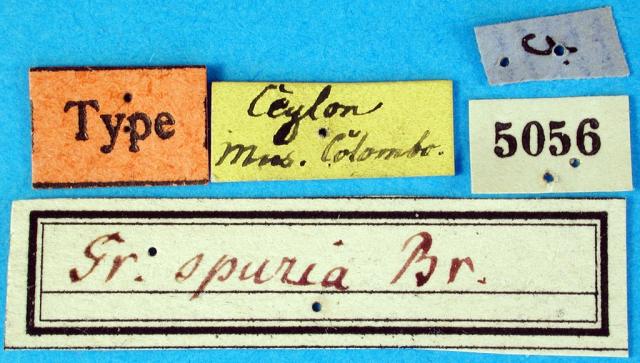 C.
Type
Ceylon
Mus. Colombo.
5056
Gr. spuria Br.